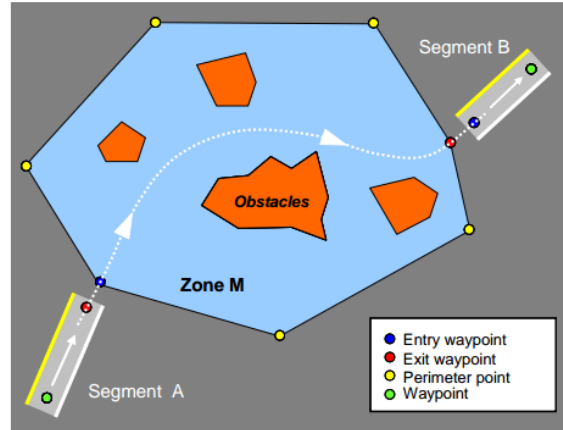 Segment B
Obstacles
Zone M
Segment A
Entry waypoint
Exit waypoint
Perimeter point
Waypoint